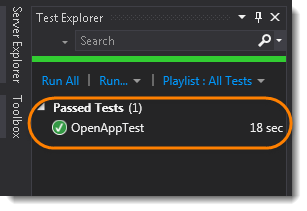 Server Explorer
Toolbox
Test Explorer
Search
Run All | Run... | Playlist : All Tests
Passed Tests (1)
OpenAppTest 18 sec